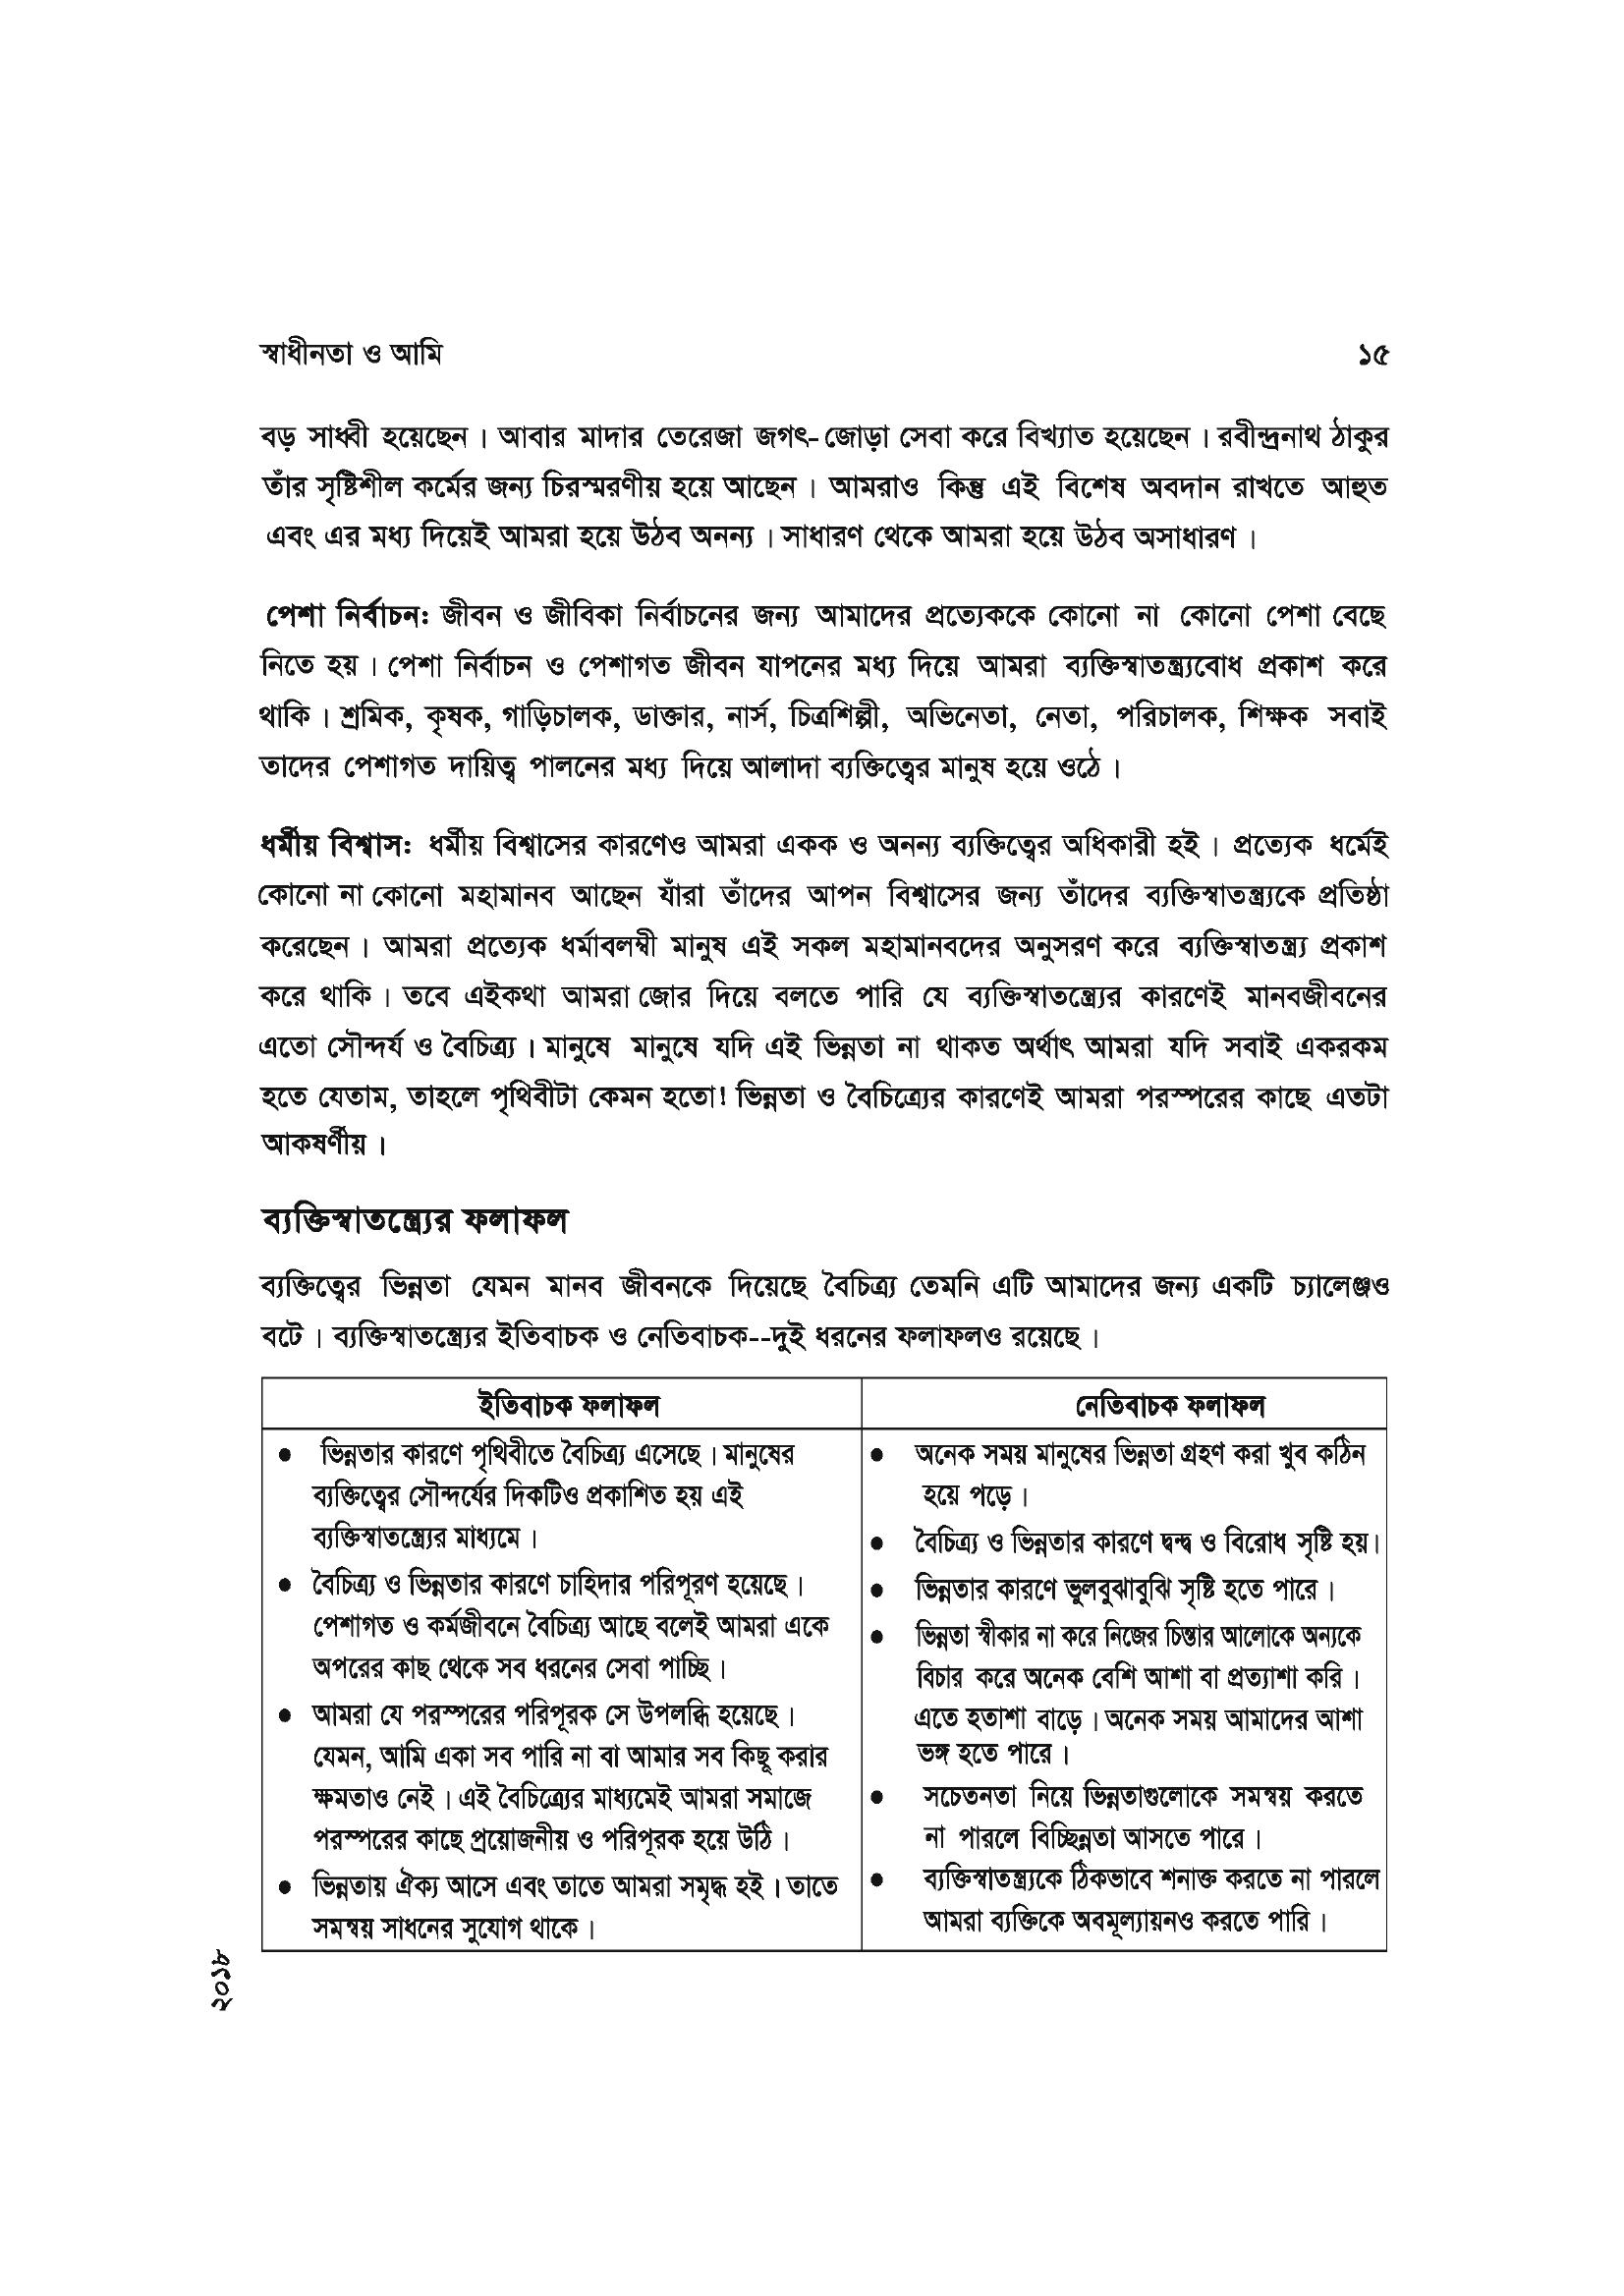 স্বাধীনতা ও আমি ১৫
বড় সাধ্বী হয়েছেন। আবার মাদার তেরেজা জগৎ-জোড়া সেবা করে বিখ্যাত হয়েছেন। রবীন্দ্রনাথ ঠাকুর
তাঁর সৃষ্টিশীল কর্মের জন্য চিরস্মরণীয় হয়ে আছেন। আমরাও কিন্তু এই বিশেষ অবদান রাখতে আহুত
এবং এর মধ্য দিয়েই আমরা হয়ে উঠব অনন্য। সাধারণ থেকে আমরা হয়ে উঠব অসাধারণ।
পেশা নির্বাচন: জীবন ও জীবিকা নির্বাচনের জন্য আমাদের প্রত্যেককে কোনো না কোনো পেশা বেছে
নিতে হয়। পেশা নির্বাচন ও পেশাগত জীবন যাপনের মধ্য দিয়ে আমরা ব্যক্তিস্বাতন্ত্র্যবোধ প্রকাশ করে
থাকি। শ্রমিক, কৃষক, গাড়িচালক, ডাক্তার, নার্স, চিত্রশিল্পী, অভিনেতা, নেতা, পরিচালক, শিক্ষক সবাই
তাদের পেশাগত দায়িত্ব পালনের মধ্য দিয়ে আলাদা ব্যক্তিত্বের মানুষ হয়ে ওঠে।
ধর্মীয় বিশ্বাস: ধর্মীয় বিশ্বাসের কারণেও আমরা একক ও অনন্য ব্যক্তিত্বের অধিকারী হই। প্রত্যেক ধর্মেই
কোনো না কোনো মহামানব আছেন যাঁরা তাঁদের আপন বিশ্বাসের জন্য তাঁদের ব্যক্তিস্বাতন্ত্র্যকে প্রতিষ্ঠা
করেছেন। আমরা প্রত্যেক ধর্মাবলম্বী মানুষ এই সকল মহামানবদের অনুসরণ করে ব্যক্তিস্বাতন্ত্র্য প্রকাশ
করে থাকি। তবে এইকথা আমরা জোর দিয়ে বলতে পারি যে ব্যক্তিস্বাতন্ত্র্যের কারণেই মানবজীবনের
এতো সৌন্দর্য ও বৈচিত্র্য। মানুষে মানুষে যদি এই ভিন্নতা না থাকত অর্থাৎ আমরা যদি সবাই একরকম
হতে যেতাম, তাহলে পৃথিবীটা কেমন হতো! ভিন্নতা ও বৈচিত্র্যের কারণেই আমরা পরস্পরের কাছে এতটা
আকষর্ণীয়।
ব্যক্তিস্বাতন্ত্র্যের ফলাফল
ব্যক্তিত্বের ভিন্নতা যেমন মানব জীবনকে দিয়েছে বৈচিত্র্য তেমনি এটি আমাদের জন্য একটি চ্যালেঞ্জও
বটে। ব্যক্তিস্বাতন্ত্র্যের ইতিবাচক ও নেতিবাচক--দুই ধরনের ফলাফলও রয়েছে।
ইতিবাচক ফলাফল
● ভিন্নতার কারণে পৃথিবীতে বৈচিত্র্য এসেছে। মানুষের
ব্যক্তিত্বের সৌন্দর্যের দিকটিও প্রকাশিত হয় এই
ব্যক্তিস্বাতন্ত্র্যের মাধ্যমে।
● বৈচিত্র্য ও ভিন্নতার কারণে চাহিদার পরিপূরণ হয়েছে।
পেশাগত ও কর্মজীবনে বৈচিত্র্য আছে বলেই আমরা একে
অপরের কাছ থেকে সব ধরনের সেবা পাচ্ছি।
● আমরা যে পরস্পরের পরিপূরক সে উপলব্ধি হয়েছে।
যেমন, আমি একা সব পারি না বা আমার সব কিছু করার
ক্ষমতাও নেই। এই বৈচিত্র্যের মাধ্যমেই আমরা সমাজে
পরস্পরের কাছে প্রয়োজনীয় ও পরিপূরক হয়ে উঠি।
● ভিন্নতায় ঐক্য আসে এবং তাতে আমরা সমৃদ্ধ হই। তাতে
সমন্বয় সাধনের সুযোগ থাকে।
নেতিবাচক ফলাফল
● অনেক সময় মানুষের ভিন্নতা গ্রহণ করা খুব কঠিন
হয়ে পড়ে।
● বৈচিত্র্য ও ভিন্নতার কারণে দ্বন্দ্ব ও বিরোধ সৃষ্টি হয়।
● ভিন্নতার কারণে ভুলবুঝাবুঝি সৃষ্টি হতে পারে।
● ভিন্নতা স্বীকার না করে নিজের চিন্তার আলোকে অন্যকে
বিচার করে অনেক বেশি আশা বা প্রত্যাশা করি।
এতে হতাশা বাড়ে। অনেক সময় আমাদের আশা
ভঙ্গ হতে পারে।
● সচেতনতা নিয়ে ভিন্নতাগুলোকে সমন্বয় করতে
না পারলে বিচ্ছিন্নতা আসতে পারে।
● ব্যক্তিস্বাতন্ত্র্যকে ঠিকভাবে শনাক্ত করতে না পারলে
আমরা ব্যক্তিকে অবমূল্যায়নও করতে পারি।
২০১৮